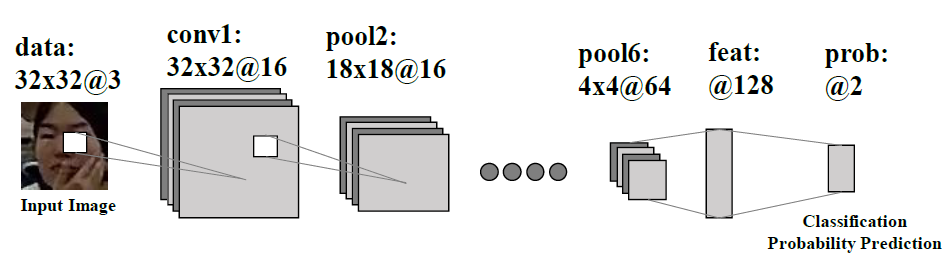 data:
32x32@3
conv1:
32x32@16
pool2:
18x18@16
pool6:
4x4@64
feat:
@128
prob:
@2
Input Image
Classification
Probability Prediction